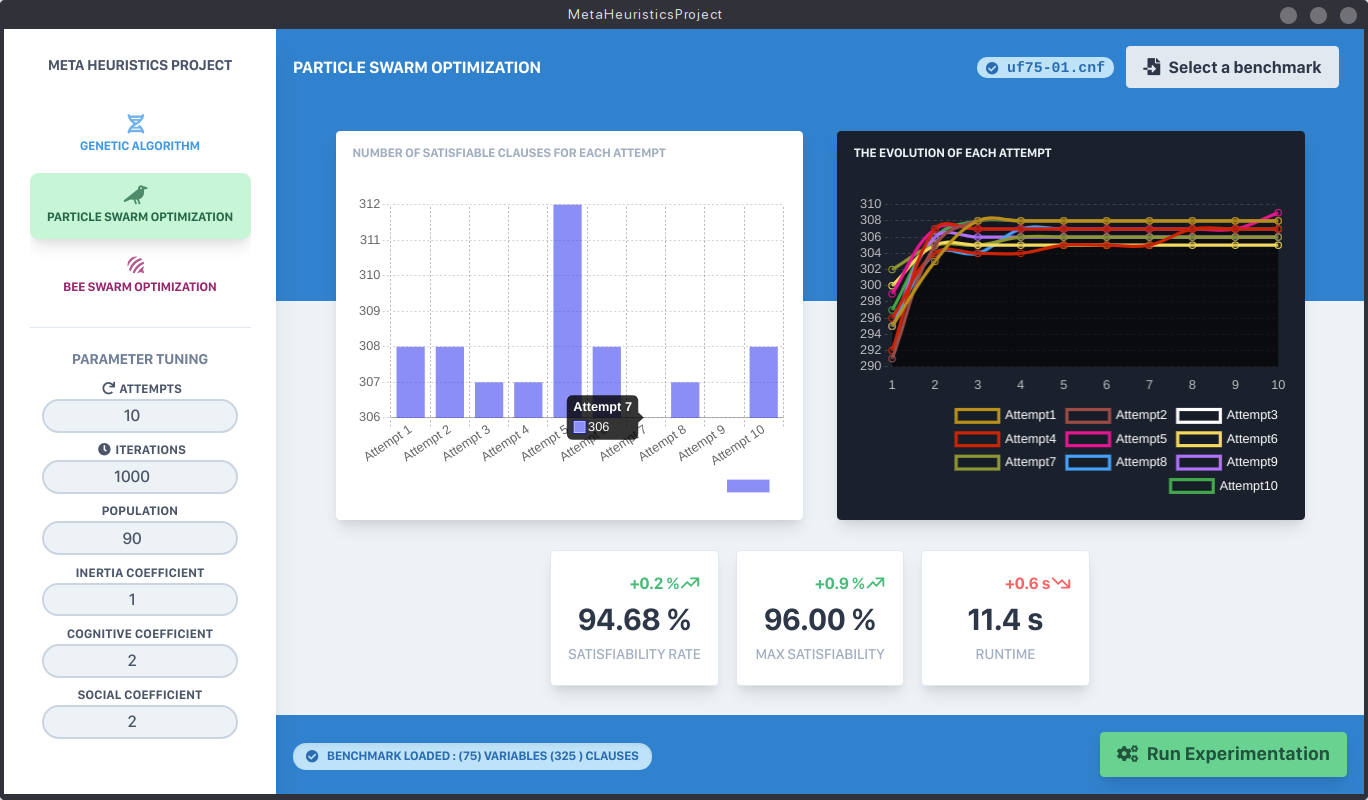 MetaHeuristicsProject
META HEURISTICS PROJECT
GENETIC ALGORITHM
PARTICLE SWARM OPTIMIZATION
BEE SWARM OPTIMIZATION
PARAMETER TUNING
ATTEMPTS
10
ITERATIONS
1000
POPULATION
90
INERTIA COEFFICIENT
1
COGNITIVE COEFFICIENT
2
SOCIAL COEFFICIENT
2
PARTICLE SWARM OPTIMIZATION
uf75-01.cnf
Select a benchmark
NUMBER OF SATISFIABLE CLAUSES FOR EACH ATTEMPT
312
311
310
309
308
307
306
Attempt 7
306
Attempt 1 Attempt 2 Attempt 3 Attempt 4 Attempt 5 Attempt 7 Attempt 8 Attempt 9 Attempt 10
THE EVOLUTION OF EACH ATTEMPT
310
308
306
304
302
300
298
296
294
292
290
1 2 3 4 5 6 7 8 9 10
Attempt1 Attempt2 Attempt3
Attempt4 Attempt5 Attempt6
Attempt7 Attempt8 Attempt9
Attempt10
+0.2 %
94.68 %
SATISFIABILITY RATE
+0.9 %
96.00 %
MAX SATISFIABILITY
+0.6 s
11.4 s
RUNTIME
BENCHMARK LOADED : (75) VARIABLES (325 ) CLAUSES
Run Experimentation